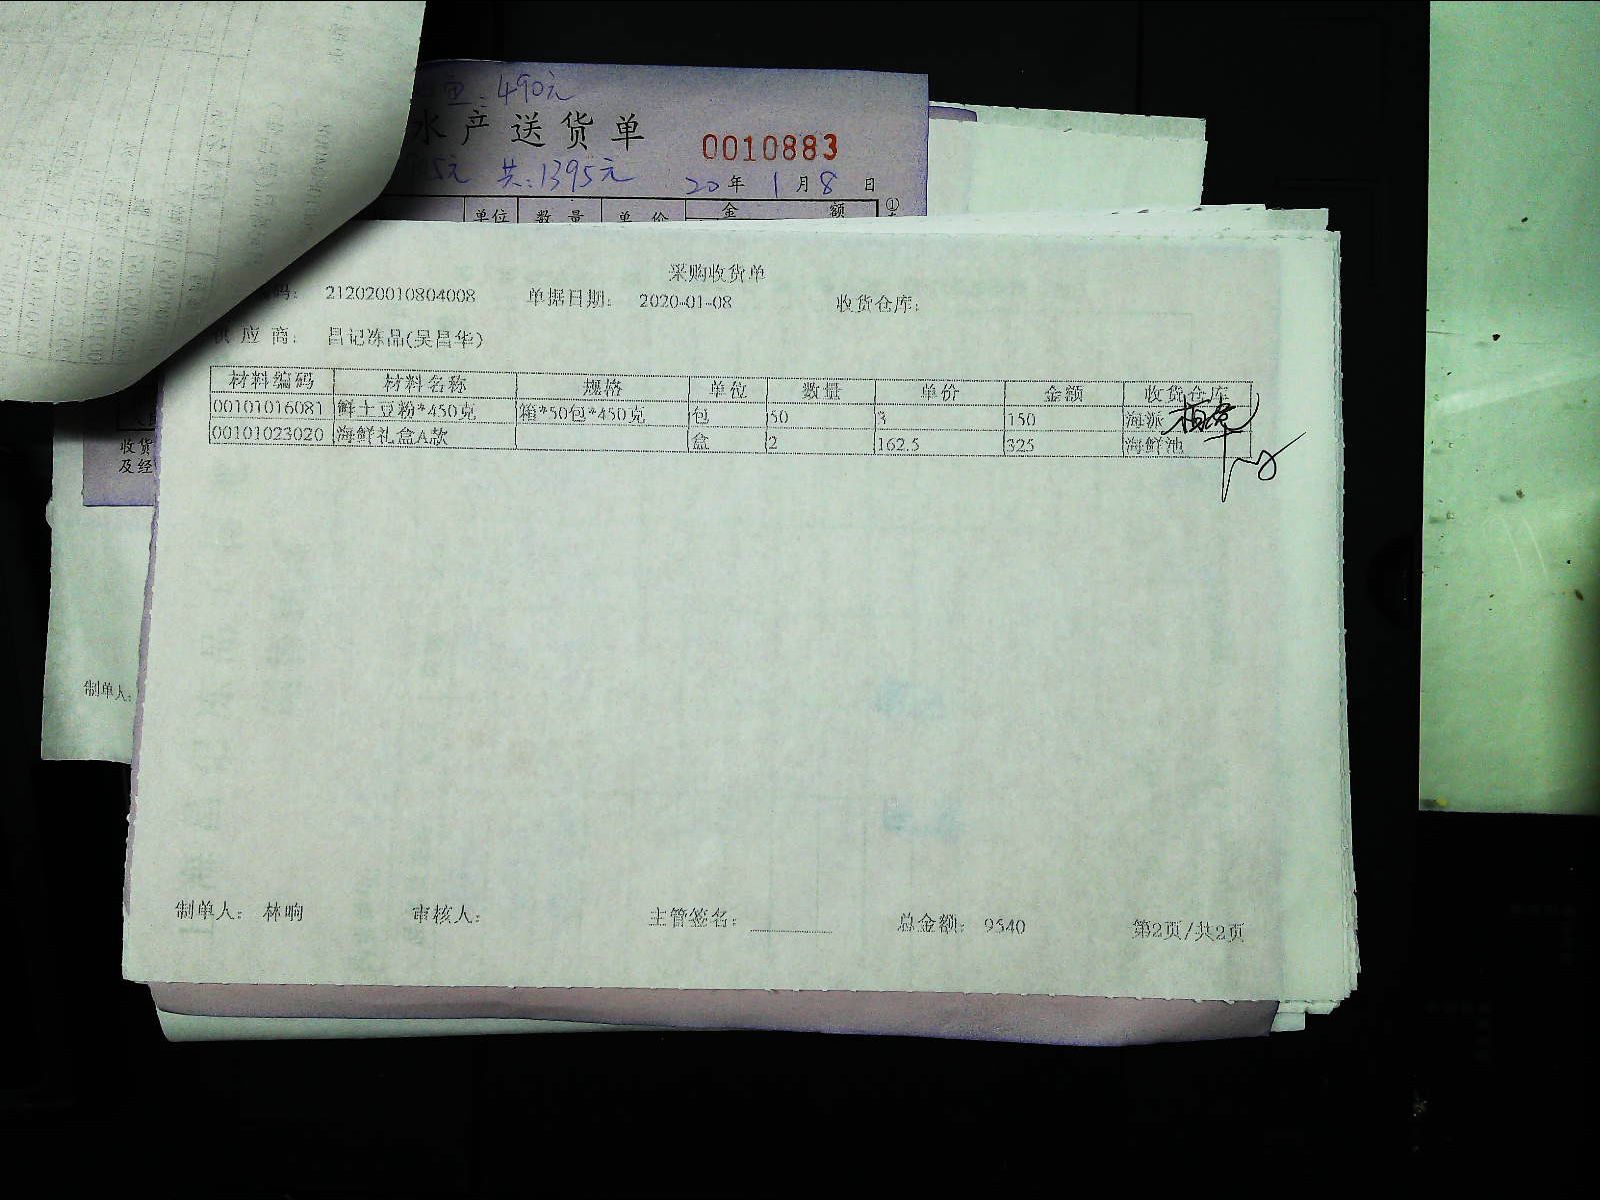 鱼:490元
水产送货单
0010883
5元 共:1395元
20年1月8日
单位 数量 单价 金额 ①
采购收货单
码: 212020010804008 单据日期: 2020-01-08 收货仓库:
供应商: 昌记冻品(吴昌华)
材料编码 材料名称 规格 单位 数量 单价 金额 收货仓库
00101016081 鲜土豆粉*450克 箱*50包*450克 包 50 3 150 海派
00101023020 海鲜礼盒A款 盒 2 162.5 325 海鲜池
收货
及经
制单人:
制单人: 林响 审核人: 主管签名: 总金额: 9540 第2页/共2页